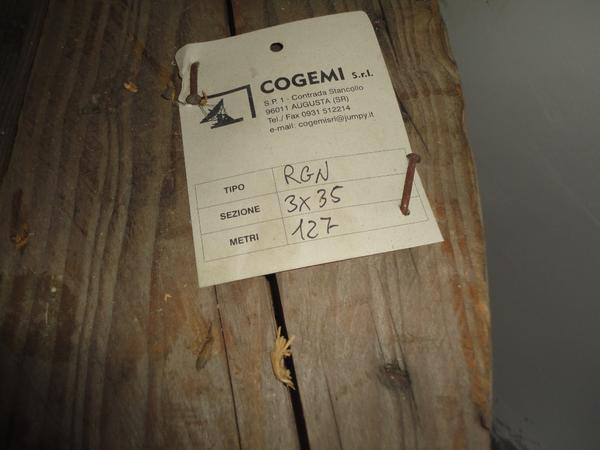 COGEMI S.r.l.
S.P. 1 - Contrada Stancollo
96011 AUGUSTA (SR)
Tel./ Fax 0931 512214
e-mail: cogemisrl@jumpy.it
TIPO RGN
SEZIONE 3x35
METRI 127